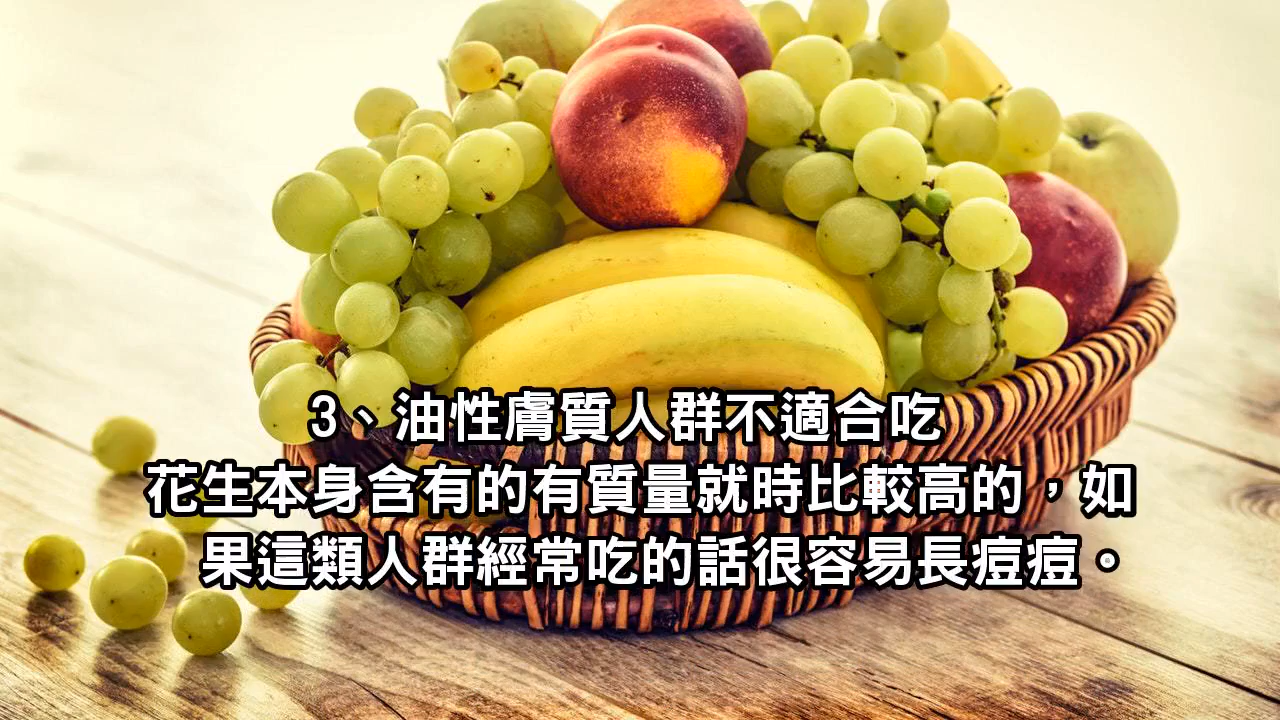 3、油性膚質人群不適合吃
花生本身含有的有質量就時比較高的，如
果這類人群經常吃的話很容易長痘痘。